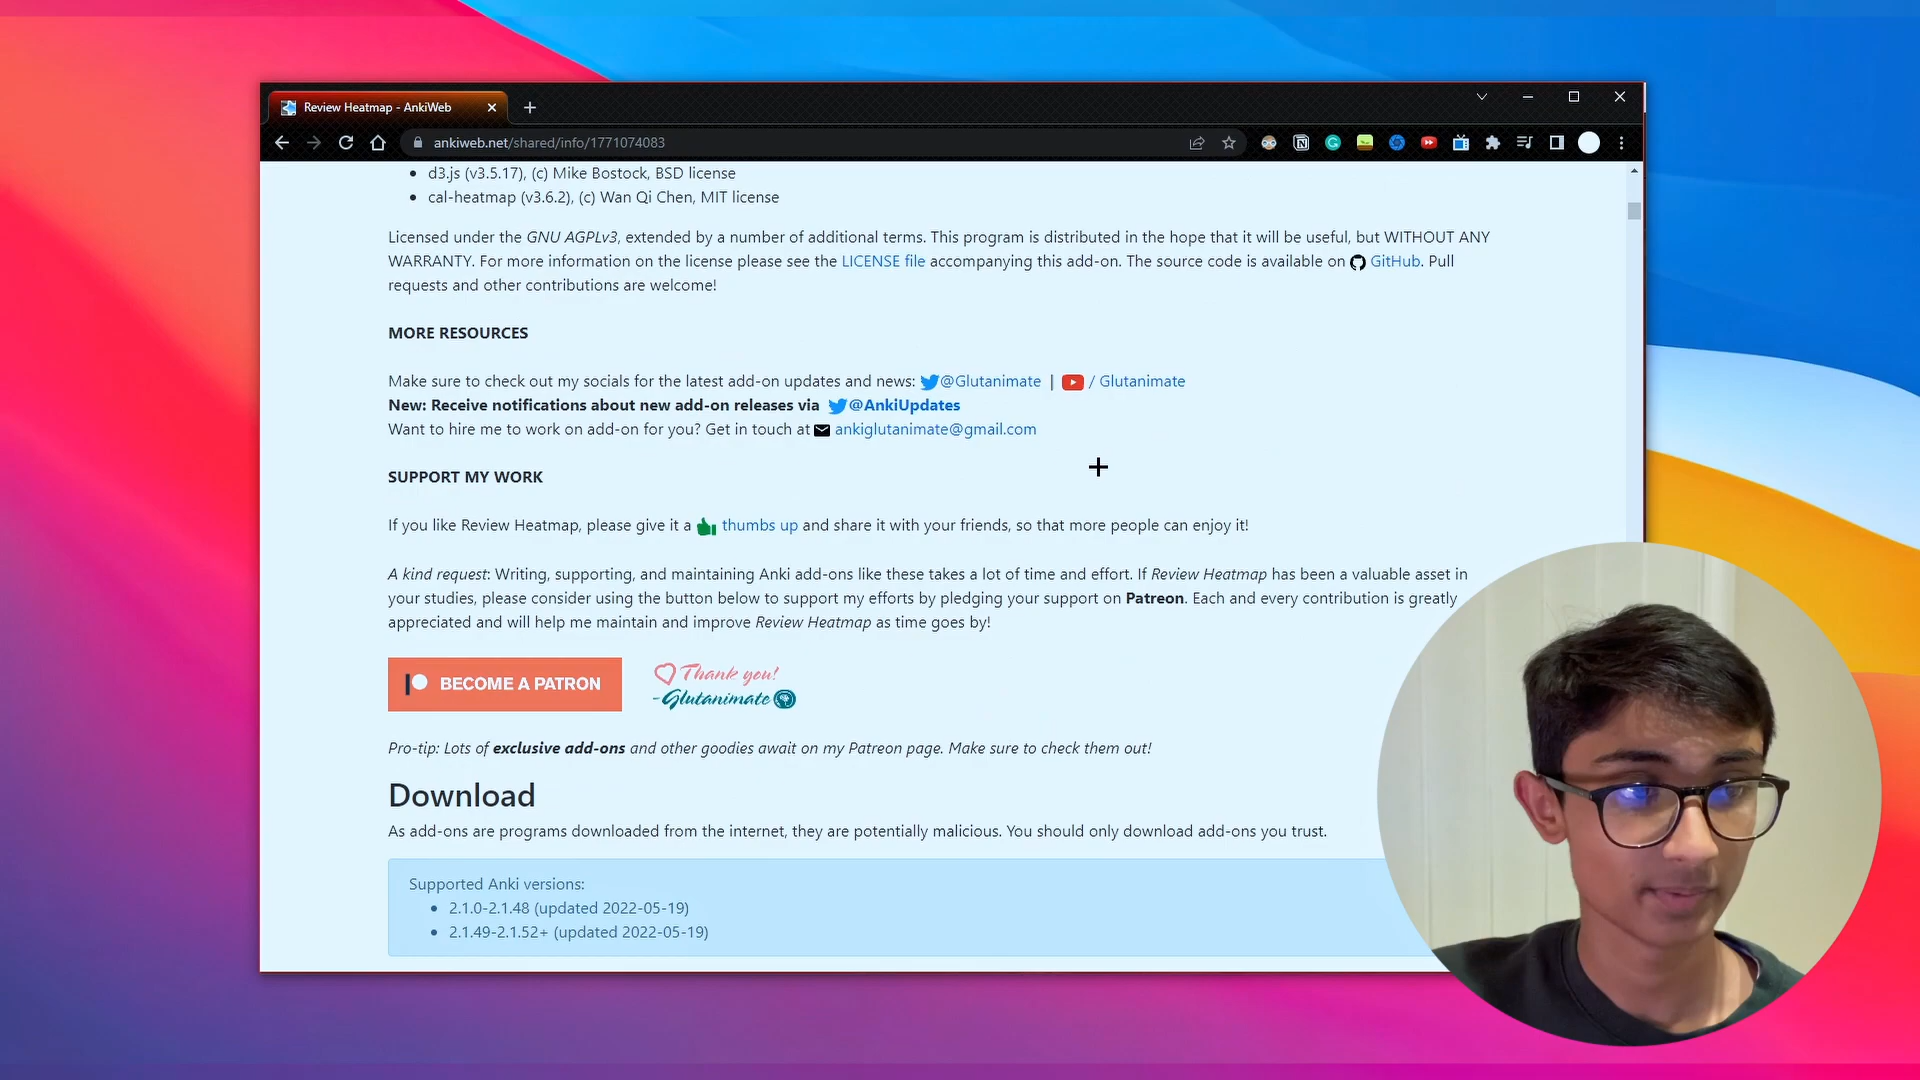 Review Heatmap - AnkiWeb
ankiweb.net/shared/info/1771074083
d3.js (v3.5.17), (c) Mike Bostock, BSD license
cal-heatmap (v3.6.2), (c) Wan Qi Chen, MIT license
Licensed under the GNU AGPLv3, extended by a number of additional terms. This program is distributed in the hope that it will be useful, but WITHOUT ANY
WARRANTY. For more information on the license please see the LICENSE file accompanying this add-on. The source code is available on GitHub. Pull
requests and other contributions are welcome!
MORE RESOURCES
Make sure to check out my socials for the latest add-on updates and news: @Glutanimate | / Glutanimate
New: Receive notifications about new add-on releases via @AnkiUpdates
Want to hire me to work on add-on for you? Get in touch at ankiglutanimate@gmail.com
SUPPORT MY WORK
If you like Review Heatmap, please give it a thumbs up and share it with your friends, so that more people can enjoy it!
A kind request: Writing, supporting, and maintaining Anki add-ons like these takes a lot of time and effort. If Review Heatmap has been a valuable asset in
your studies, please consider using the button below to support my efforts by pledging your support on Patreon. Each and every contribution is greatly
appreciated and will help me maintain and improve Review Heatmap as time goes by!
BECOME A PATRON
Thank you!
-Glutanimate
Pro-tip: Lots of exclusive add-ons and other goodies await on my Patreon page. Make sure to check them out!
Download
As add-ons are programs downloaded from the internet, they are potentially malicious. You should only download add-ons you trust.
Supported Anki versions:
2.1.0-2.1.48 (updated 2022-05-19)
2.1.49-2.1.52+ (updated 2022-05-19)